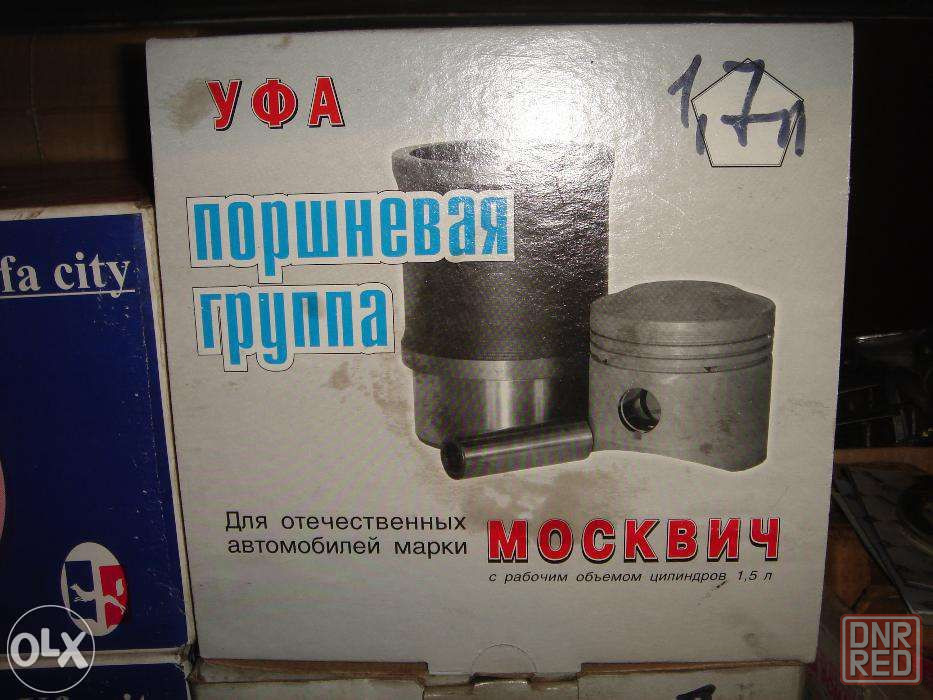 УФА
1,7л
поршневая
группа
Для отечественных
автомобилей марки
МОСКВИЧ
с рабочим объемом цилиндров 1,5 л
fa city
OLX
DNR
RED